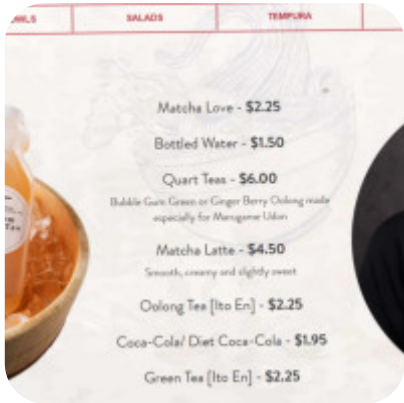 SALADS
TEMPURA
Matcha Love - $2.25
Bottled Water - $1.50
Quart Teas - $6.00
Bubble Gum Green or Ginger Berry Oolong made
especially for Marugame Udon
Matcha Latte - $4.50
Smooth, creamy and slightly sweet
Oolong Tea [Ito En] - $2.25
Coca-Cola/ Diet Coca-Cola - $1.95
Green Tea [Ito En] - $2.25